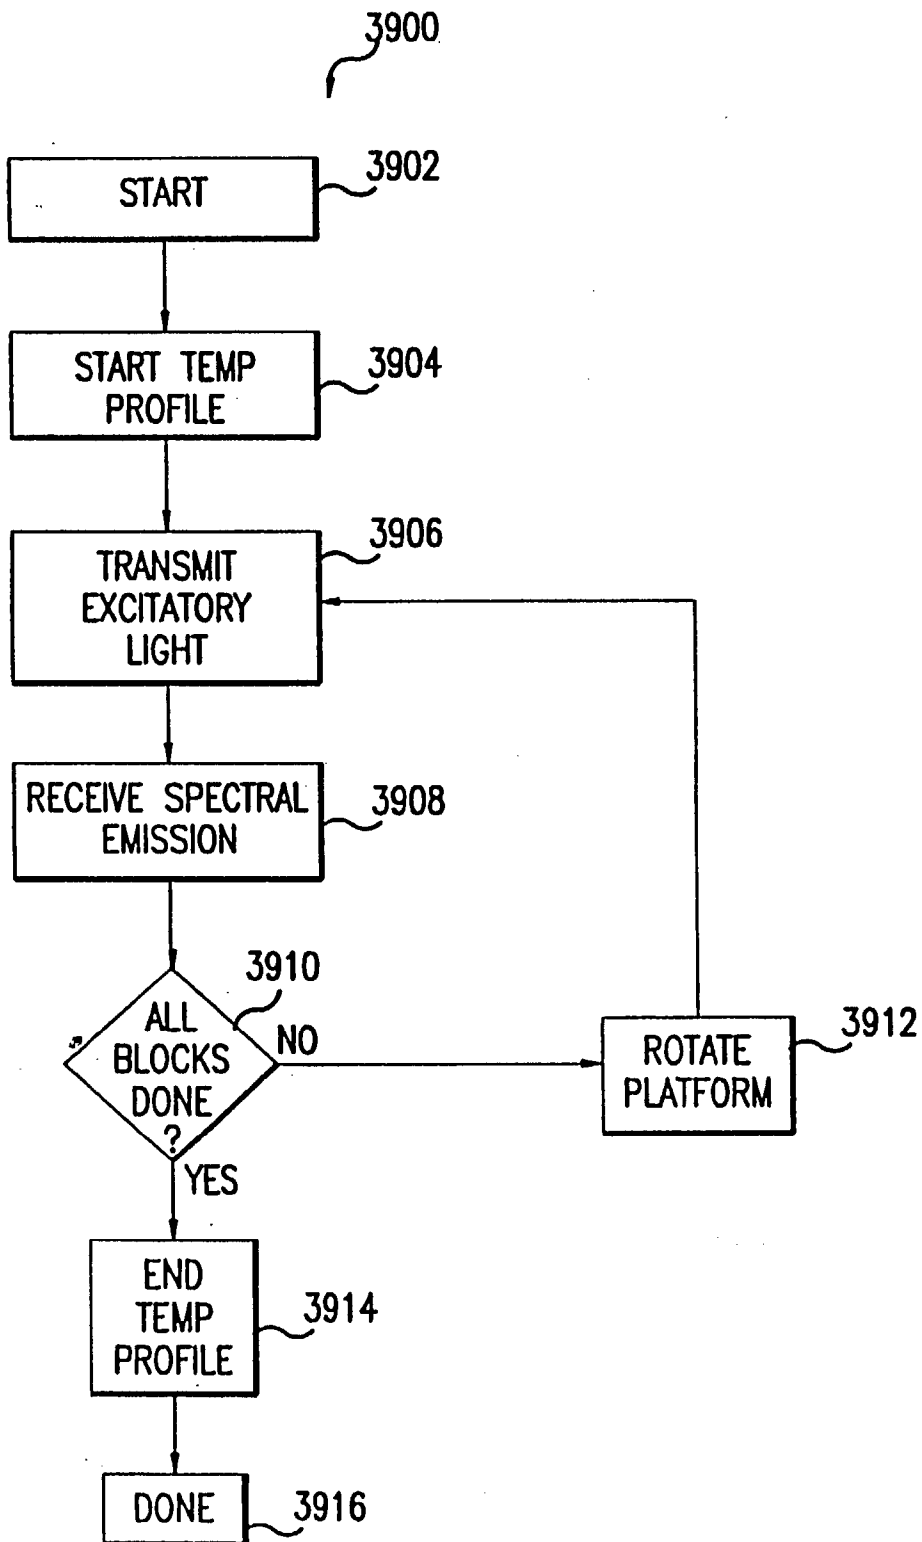 3900
START
3902
START TEMP
PROFILE
3904
TRANSMIT
EXCITATORY
LIGHT
3906
RECEIVE SPECTRAL
EMISSION
3908
ALL
BLOCKS
DONE
?
3910
NO
ROTATE
PLATFORM
3912
YES
END
TEMP
PROFILE
3914
DONE
3916